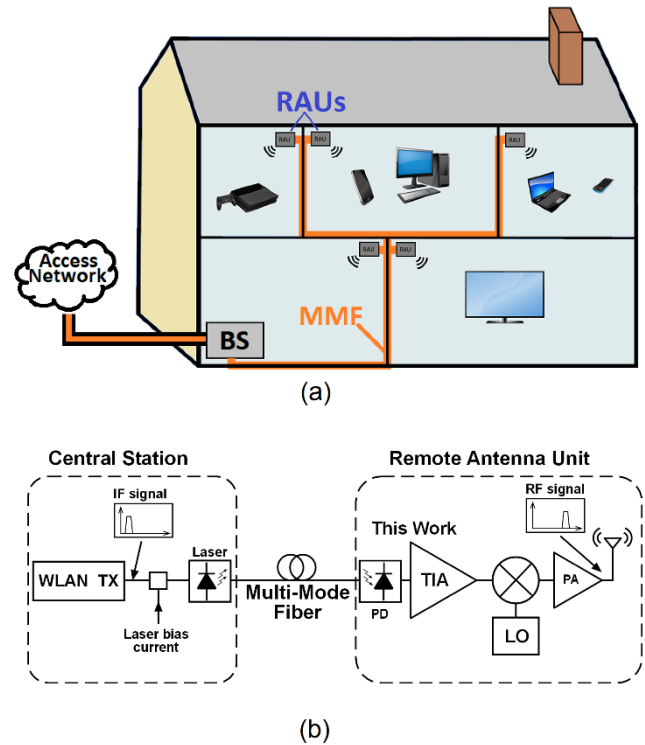 RAUs
RAU
RAU
RAU
Access
Network
RAU
RAU
BS
MMF
(a)
Central Station
Remote Antenna Unit
IF signal
RF signal
This Work
Laser
WLAN TX
Multi-Mode
Fiber
PD
TIA
PA
LO
Laser bias
current
(b)